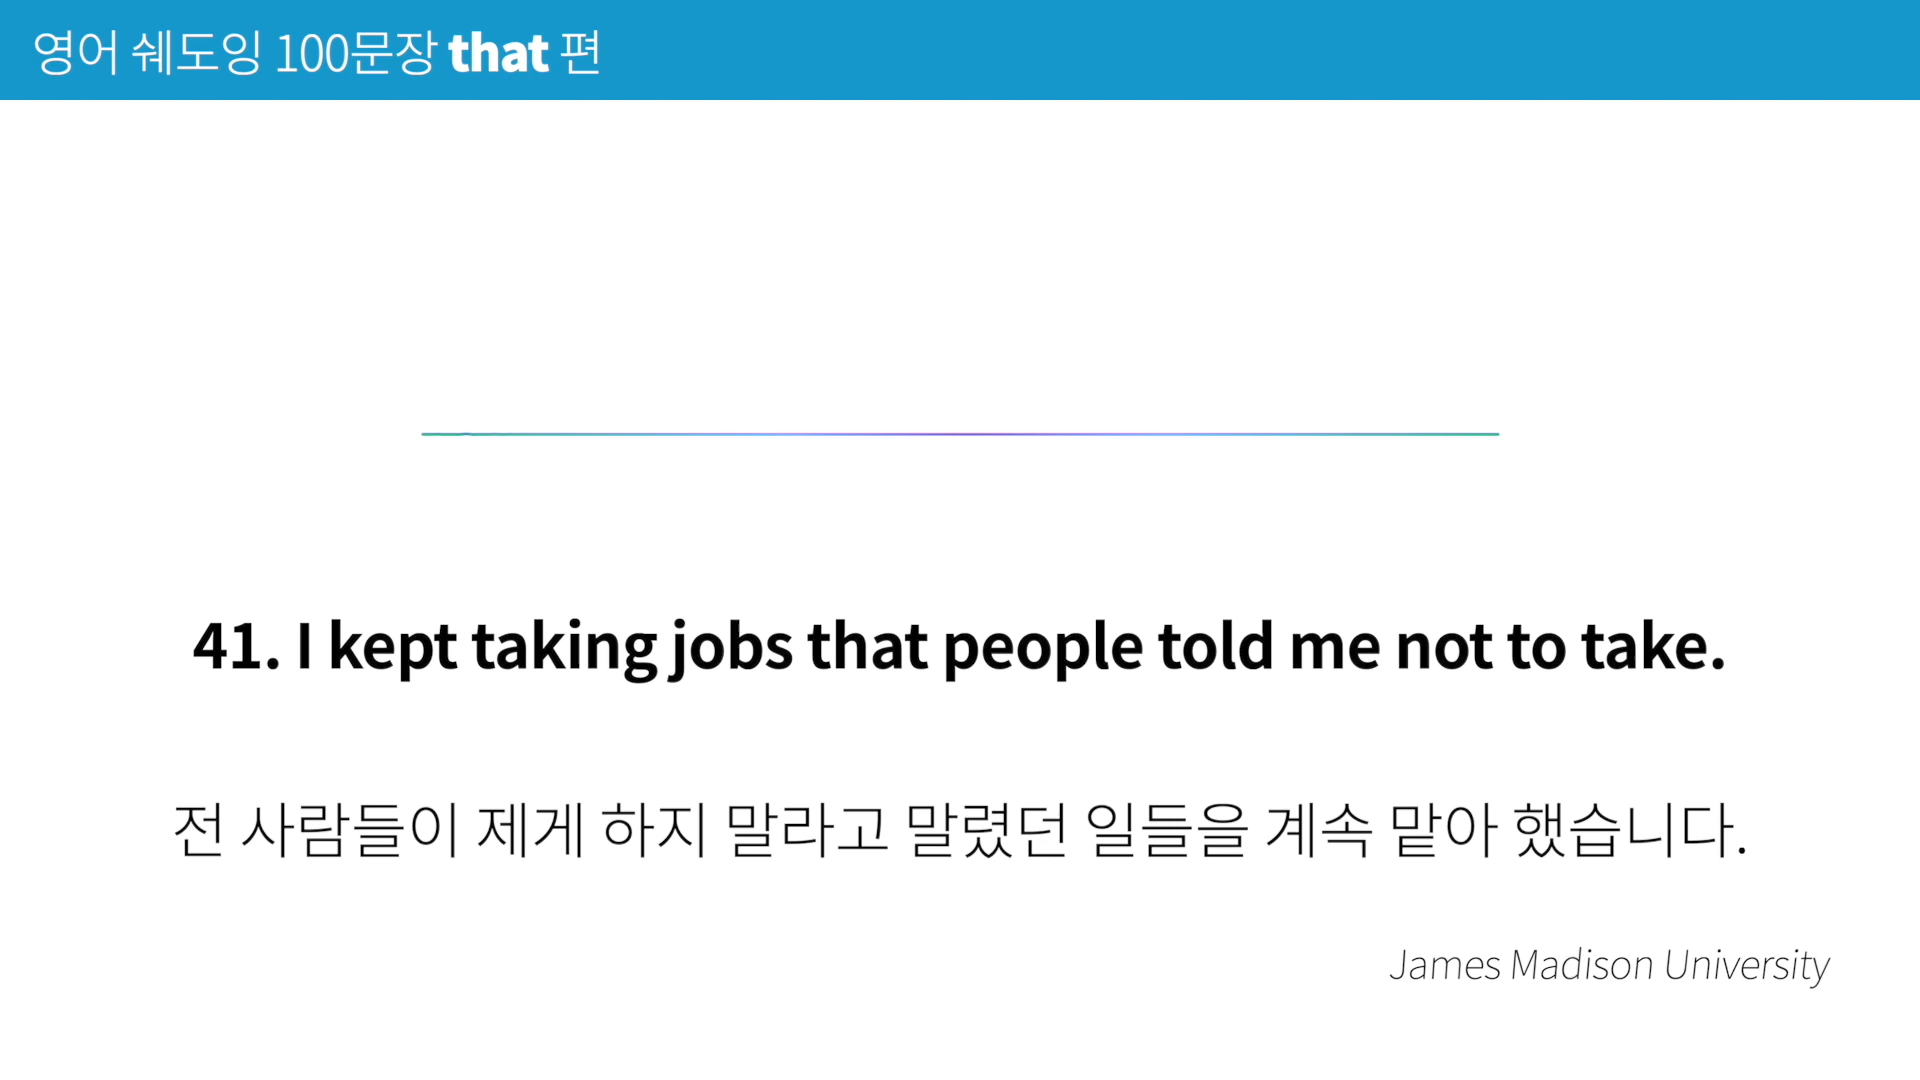 영어 쉐도잉 100문장 that 편
41. I kept taking jobs that people told me not to take.
전 사람들이 제게 하지 말라고 말렸던 일들을 계속 맡아 했습니다.
James Madison University